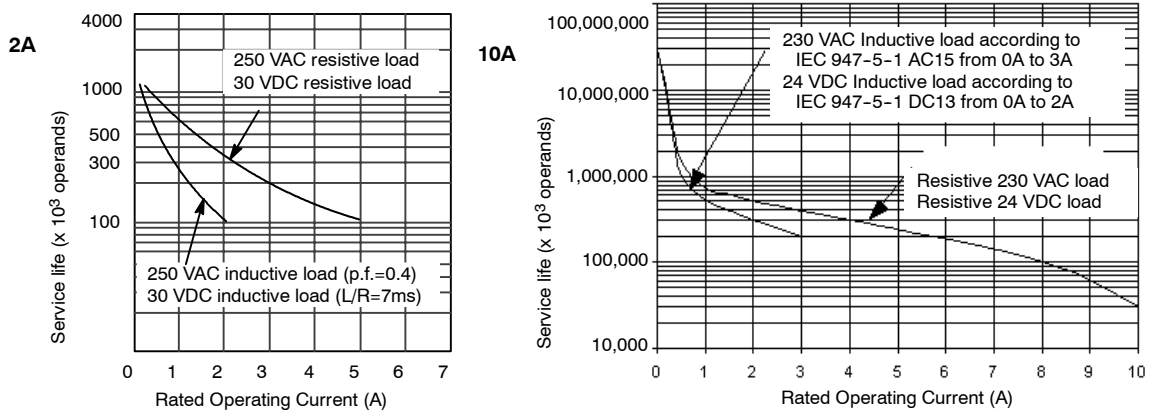 2A
4000
1000
500
300
100
250 VAC resistive load
30 VDC resistive load
250 VAC inductive load (p.f.=0.4)
30 VDC inductive load (L/R=7ms)
Service life (x 10³ operands)
0 1 2 3 4 5 6 7
Rated Operating Current (A)
10A
100,000,000
10,000,000
1,000,000
100,000
10,000
230 VAC Inductive load according to
IEC 947-5-1 AC15 from 0A to 3A
24 VDC Inductive load according to
IEC 947-5-1 DC13 from 0A to 2A
Resistive 230 VAC load
Resistive 24 VDC load
Service life (x 10³ operands)
0 1 2 3 4 5 6 7 8 9 10
Rated Operating Current (A)